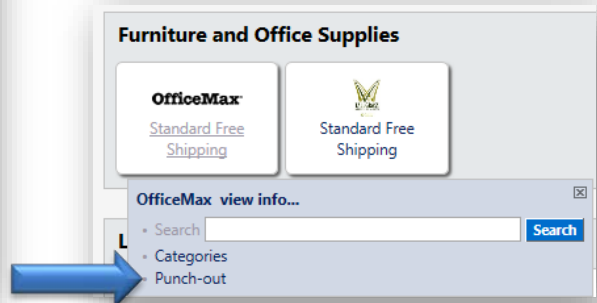 Furniture and Office Supplies
OfficeMax
Standard Free
Shipping
Standard Free
Shipping
OfficeMax view info...
Search
Search
L
Categories
Punch-out